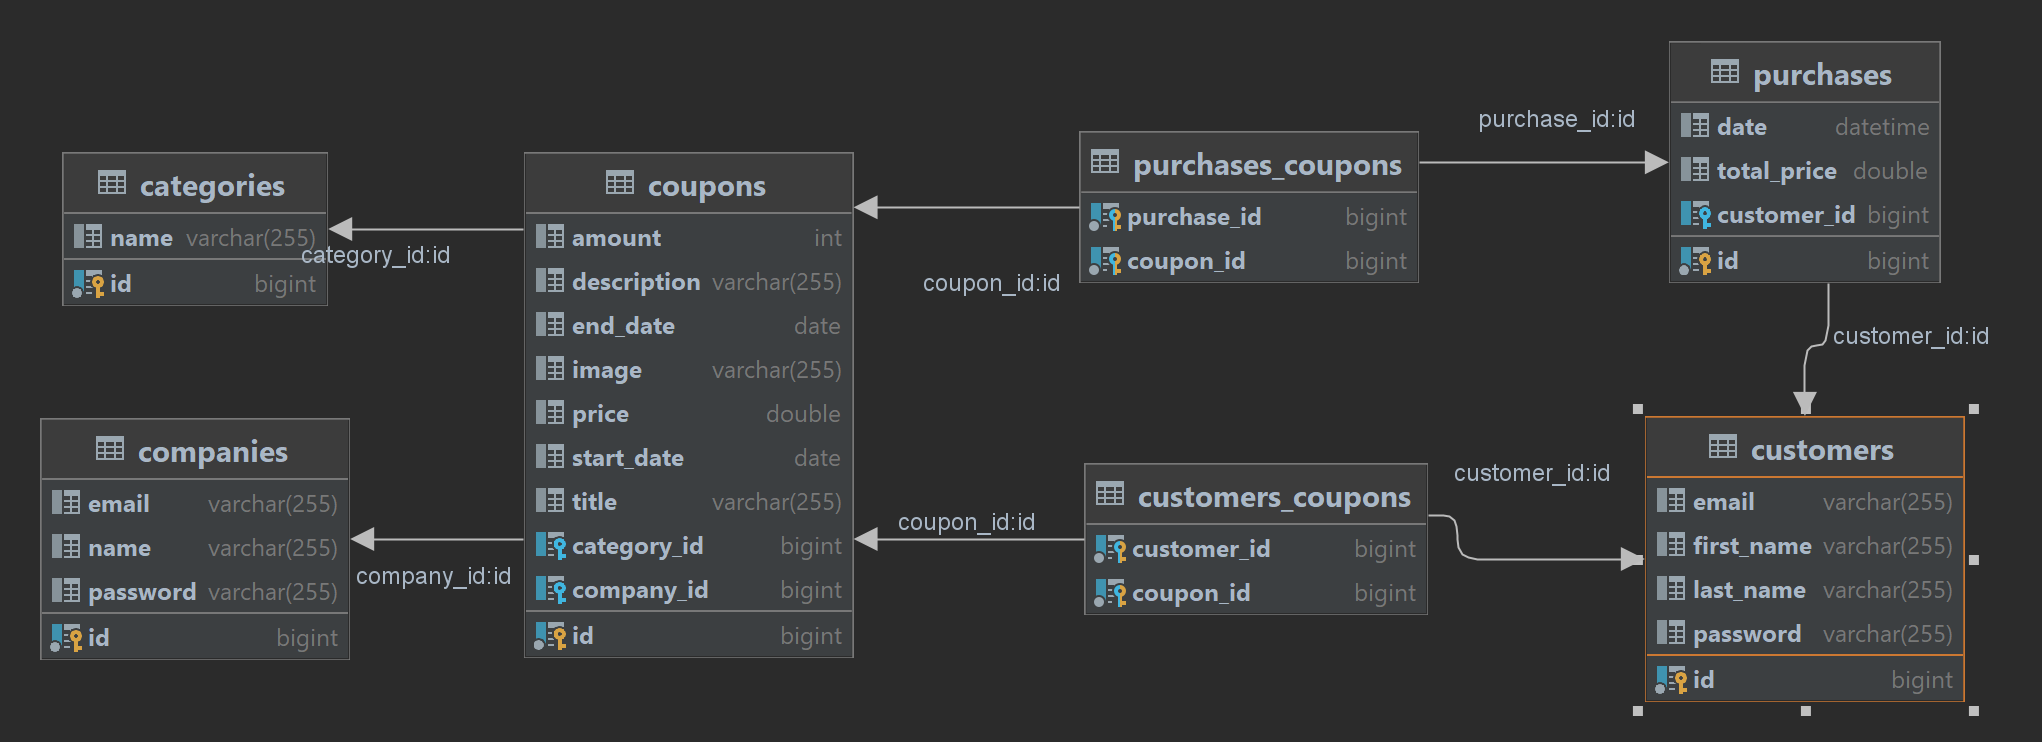 categories
name varchar(255)
id bigint
category_id:id
companies
email varchar(255)
name varchar(255)
password varchar(255)
id bigint
company_id:id
coupons
amount int
description varchar(255)
end_date date
image varchar(255)
price double
start_date date
title varchar(255)
category_id bigint
company_id bigint
id bigint
coupon_id:id
coupon_id:id
purchases_coupons
purchase_id bigint
coupon_id bigint
customers_coupons
customer_id bigint
coupon_id bigint
purchase_id:id
customer_id:id
purchases
date datetime
total_price double
customer_id bigint
id bigint
customer_id:id
customers
email varchar(255)
first_name varchar(255)
last_name varchar(255)
password varchar(255)
id bigint